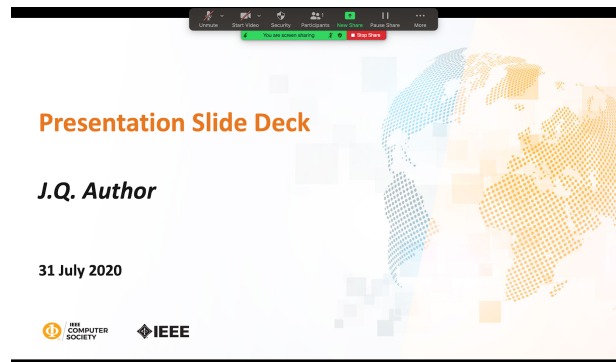 Unmute Start Video Security Participants 1 New Share Pause Share More
You are screen sharing Stop Share
Presentation Slide Deck
J.Q. Author
31 July 2020
IEEE
COMPUTER
SOCIETY
IEEE